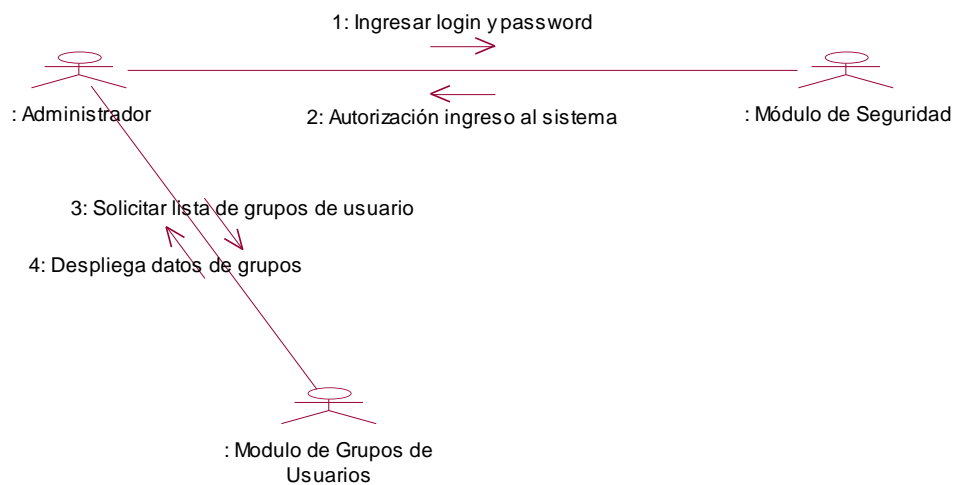 1: Ingresar login y password
: Administrador
2: Autorización ingreso al sistema
: Módulo de Seguridad
3: Solicitar lista de grupos de usuario
4: Despliega datos de grupos
: Modulo de Grupos de
Usuarios